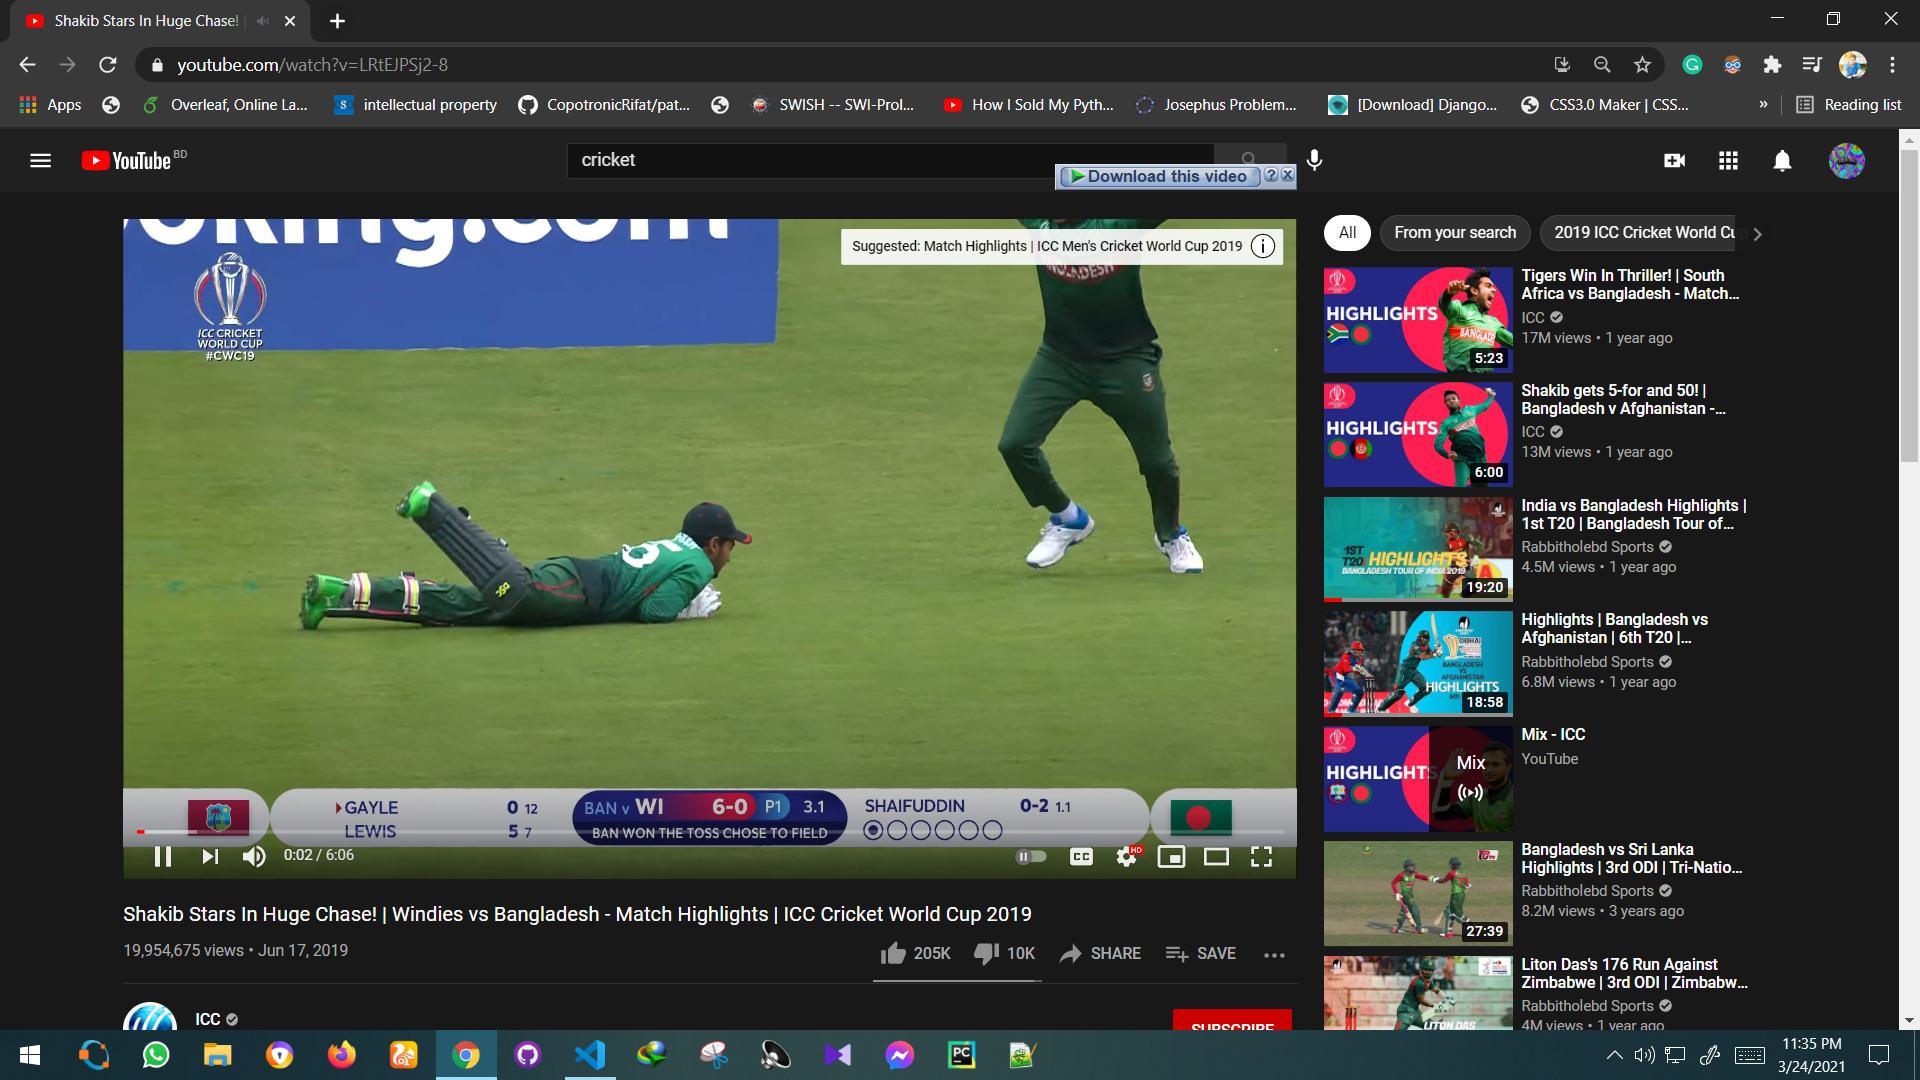 Shakib Stars In Huge Chase! |
youtube.com/watch?v=LRtEJPSj2-8
Apps
Overleaf, Online La...
intellectual property
CopotronicRifat/pat...
SWISH -- SWI-Prol...
How I Sold My Pyth...
Josephus Problem...
[Download] Django...
CSS3.0 Maker | CSS...
»
Reading list
YouTube BD
cricket
Download this video ? X
oking.com
ICC CRICKET
WORLD CUP
#CWC19
Suggested: Match Highlights | ICC Men's Cricket World Cup 2019
BANGLADESH
GAYLE 0 12
LEWIS 5 7
BAN v WI 6-0 P1 3.1
BAN WON THE TOSS CHOSE TO FIELD
SHAIFUDDIN 0-2 1.1
0:02 / 6:06
CC
HD
Shakib Stars In Huge Chase! | Windies vs Bangladesh - Match Highlights | ICC Cricket World Cup 2019
19,954,675 views • Jun 17, 2019
205K
10K
SHARE
SAVE
ICC
SUBSCRIBE
All
From your search
2019 ICC Cricket World Cu
HIGHLIGHTS
5:23
Tigers Win In Thriller! | South
Africa vs Bangladesh - Match...
ICC
17M views • 1 year ago
HIGHLIGHTS
6:00
Shakib gets 5-for and 50! |
Bangladesh v Afghanistan -...
ICC
13M views • 1 year ago
1ST
T20 HIGHLIGHTS
BANGLADESH TOUR OF INDIA 2019
19:20
India vs Bangladesh Highlights |
1st T20 | Bangladesh Tour of...
Rabbitholebd Sports
4.5M views • 1 year ago
BANGLADESH
VS
AFGHANISTAN
HIGHLIGHTS
6th
18:58
Highlights | Bangladesh vs
Afghanistan | 6th T20 |...
Rabbitholebd Sports
6.8M views • 1 year ago
HIGHLIGHTS
Mix
Mix - ICC
YouTube
27:39
Bangladesh vs Sri Lanka
Highlights | 3rd ODI | Tri-Natio...
Rabbitholebd Sports
8.2M views • 3 years ago
LITON DAS
Liton Das's 176 Run Against
Zimbabwe | 3rd ODI | Zimbabw...
Rabbitholebd Sports
4M views • 1 year ago
11:35 PM
3/24/2021